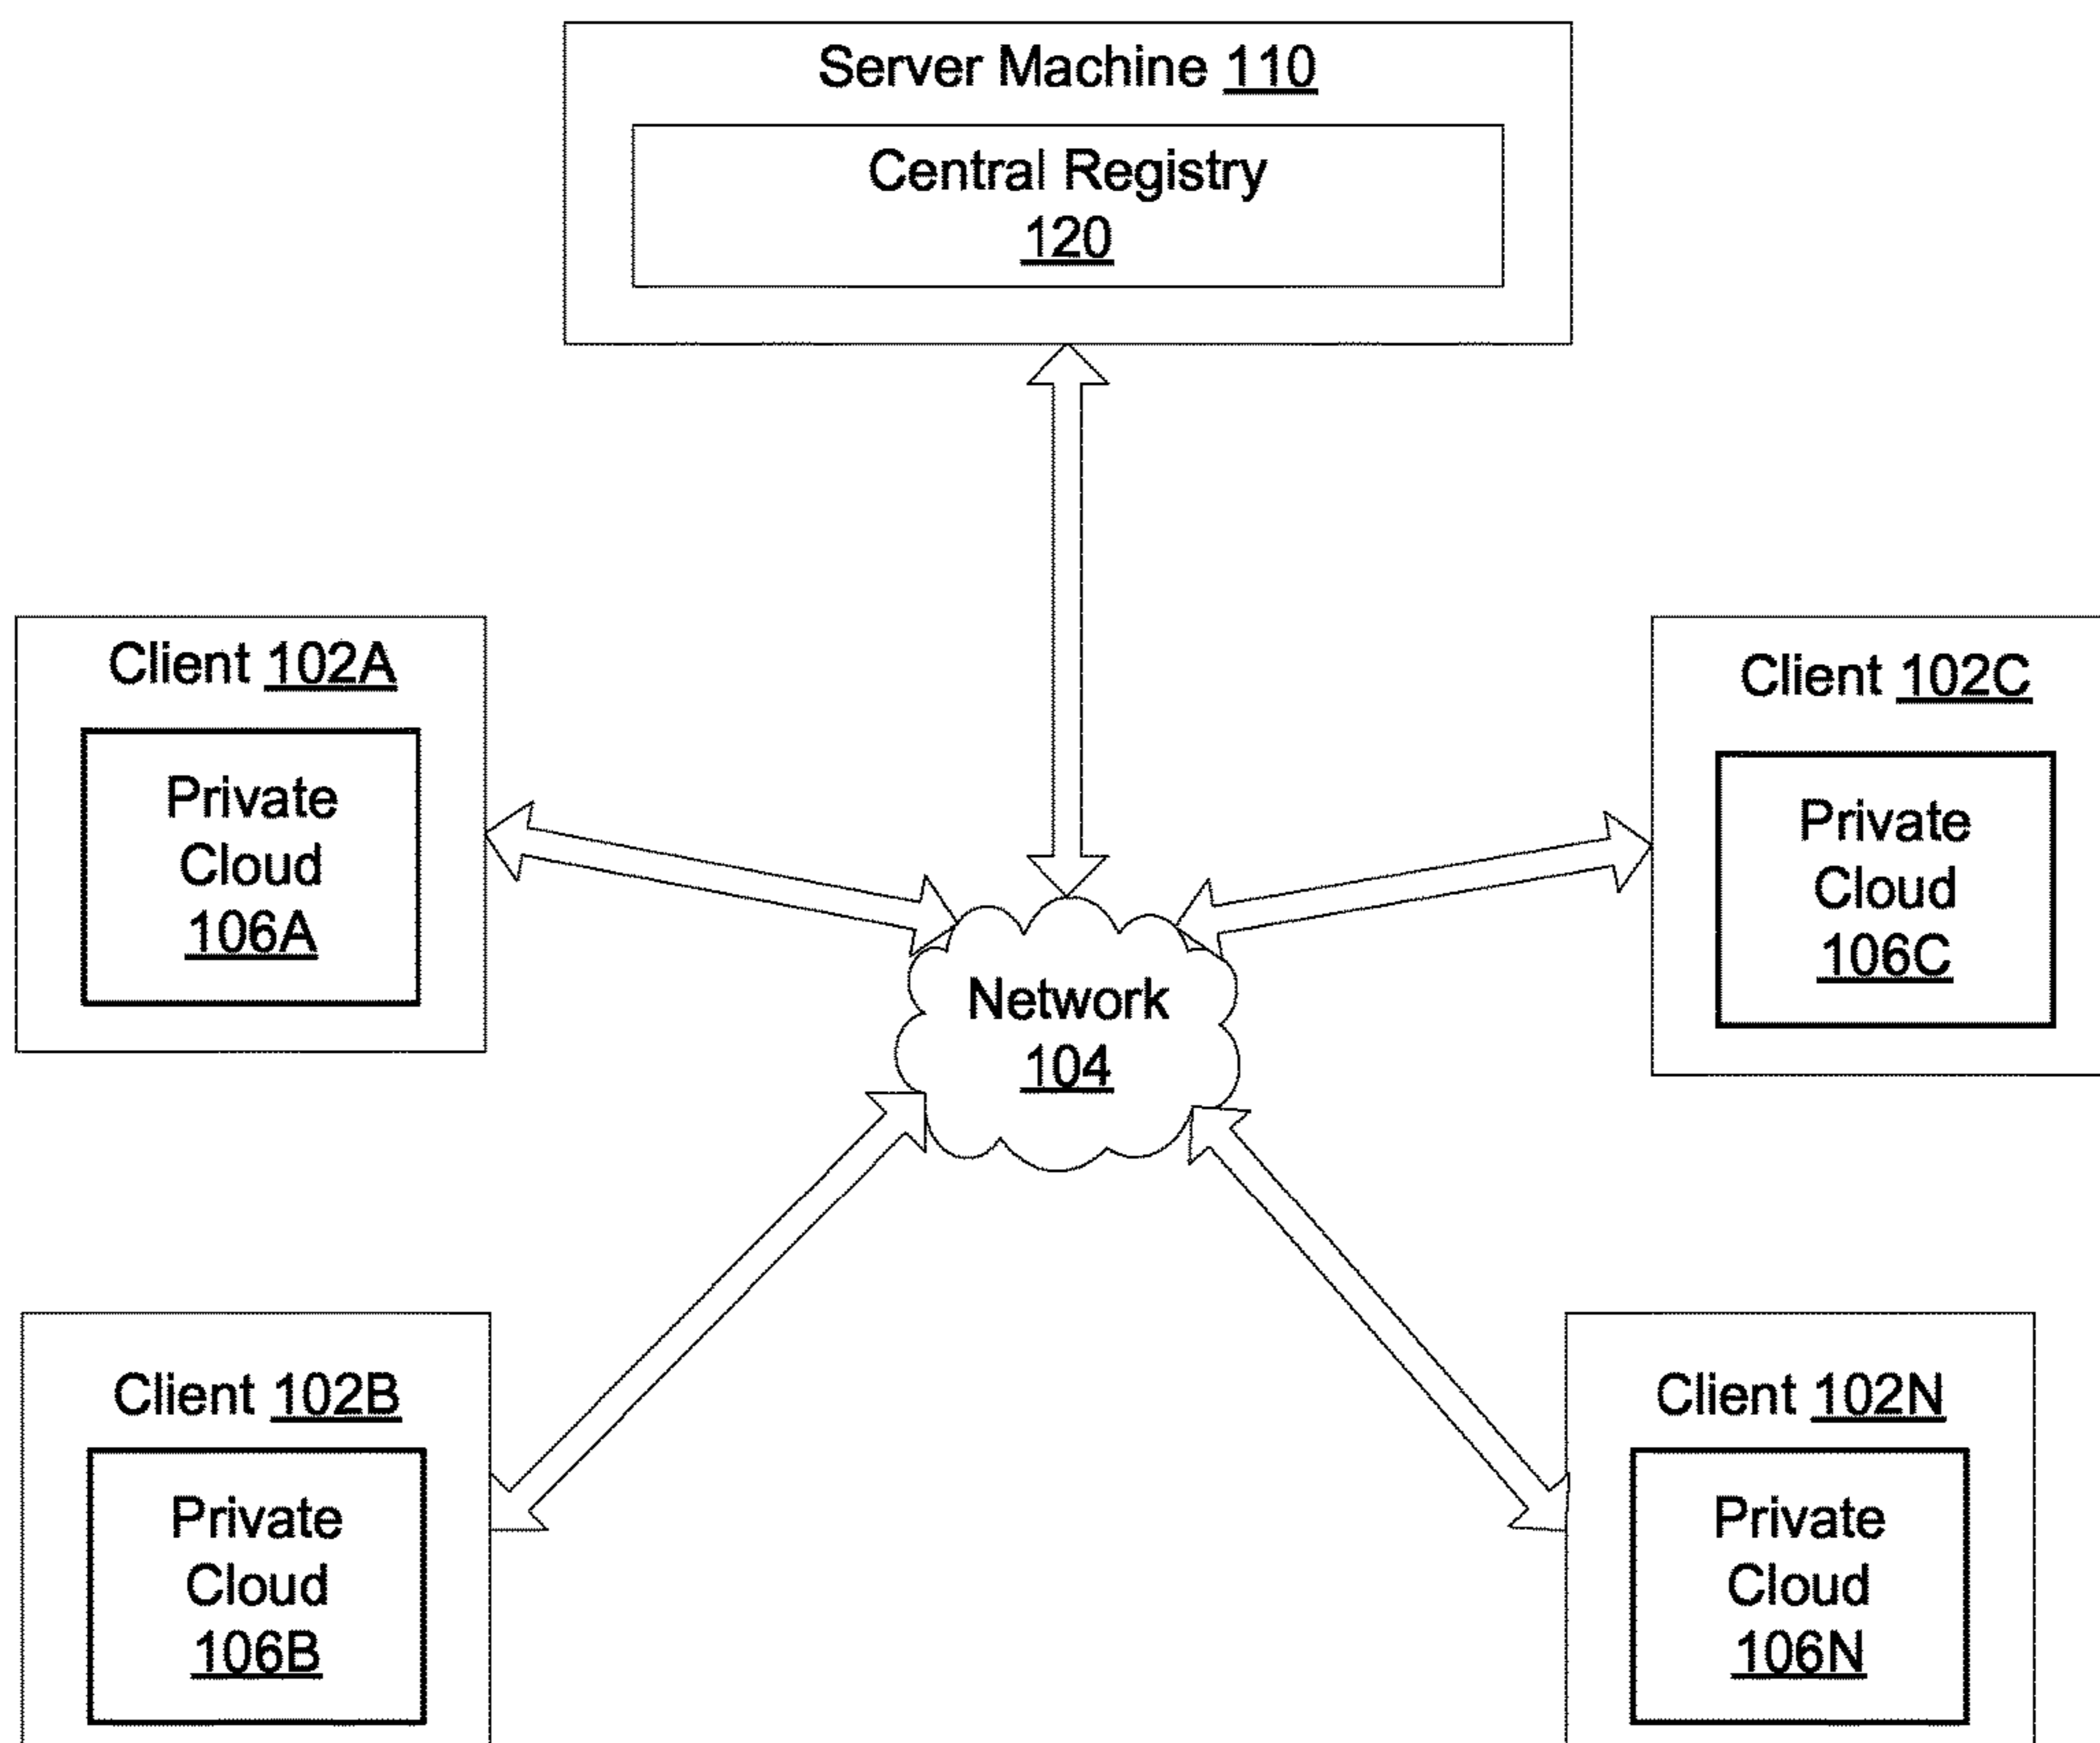 Server Machine 110
Central Registry
120
Client 102A
Private
Cloud
106A
Client 102C
Private
Cloud
106C
Network
104
Client 102B
Private
Cloud
106B
Client 102N
Private
Cloud
106N